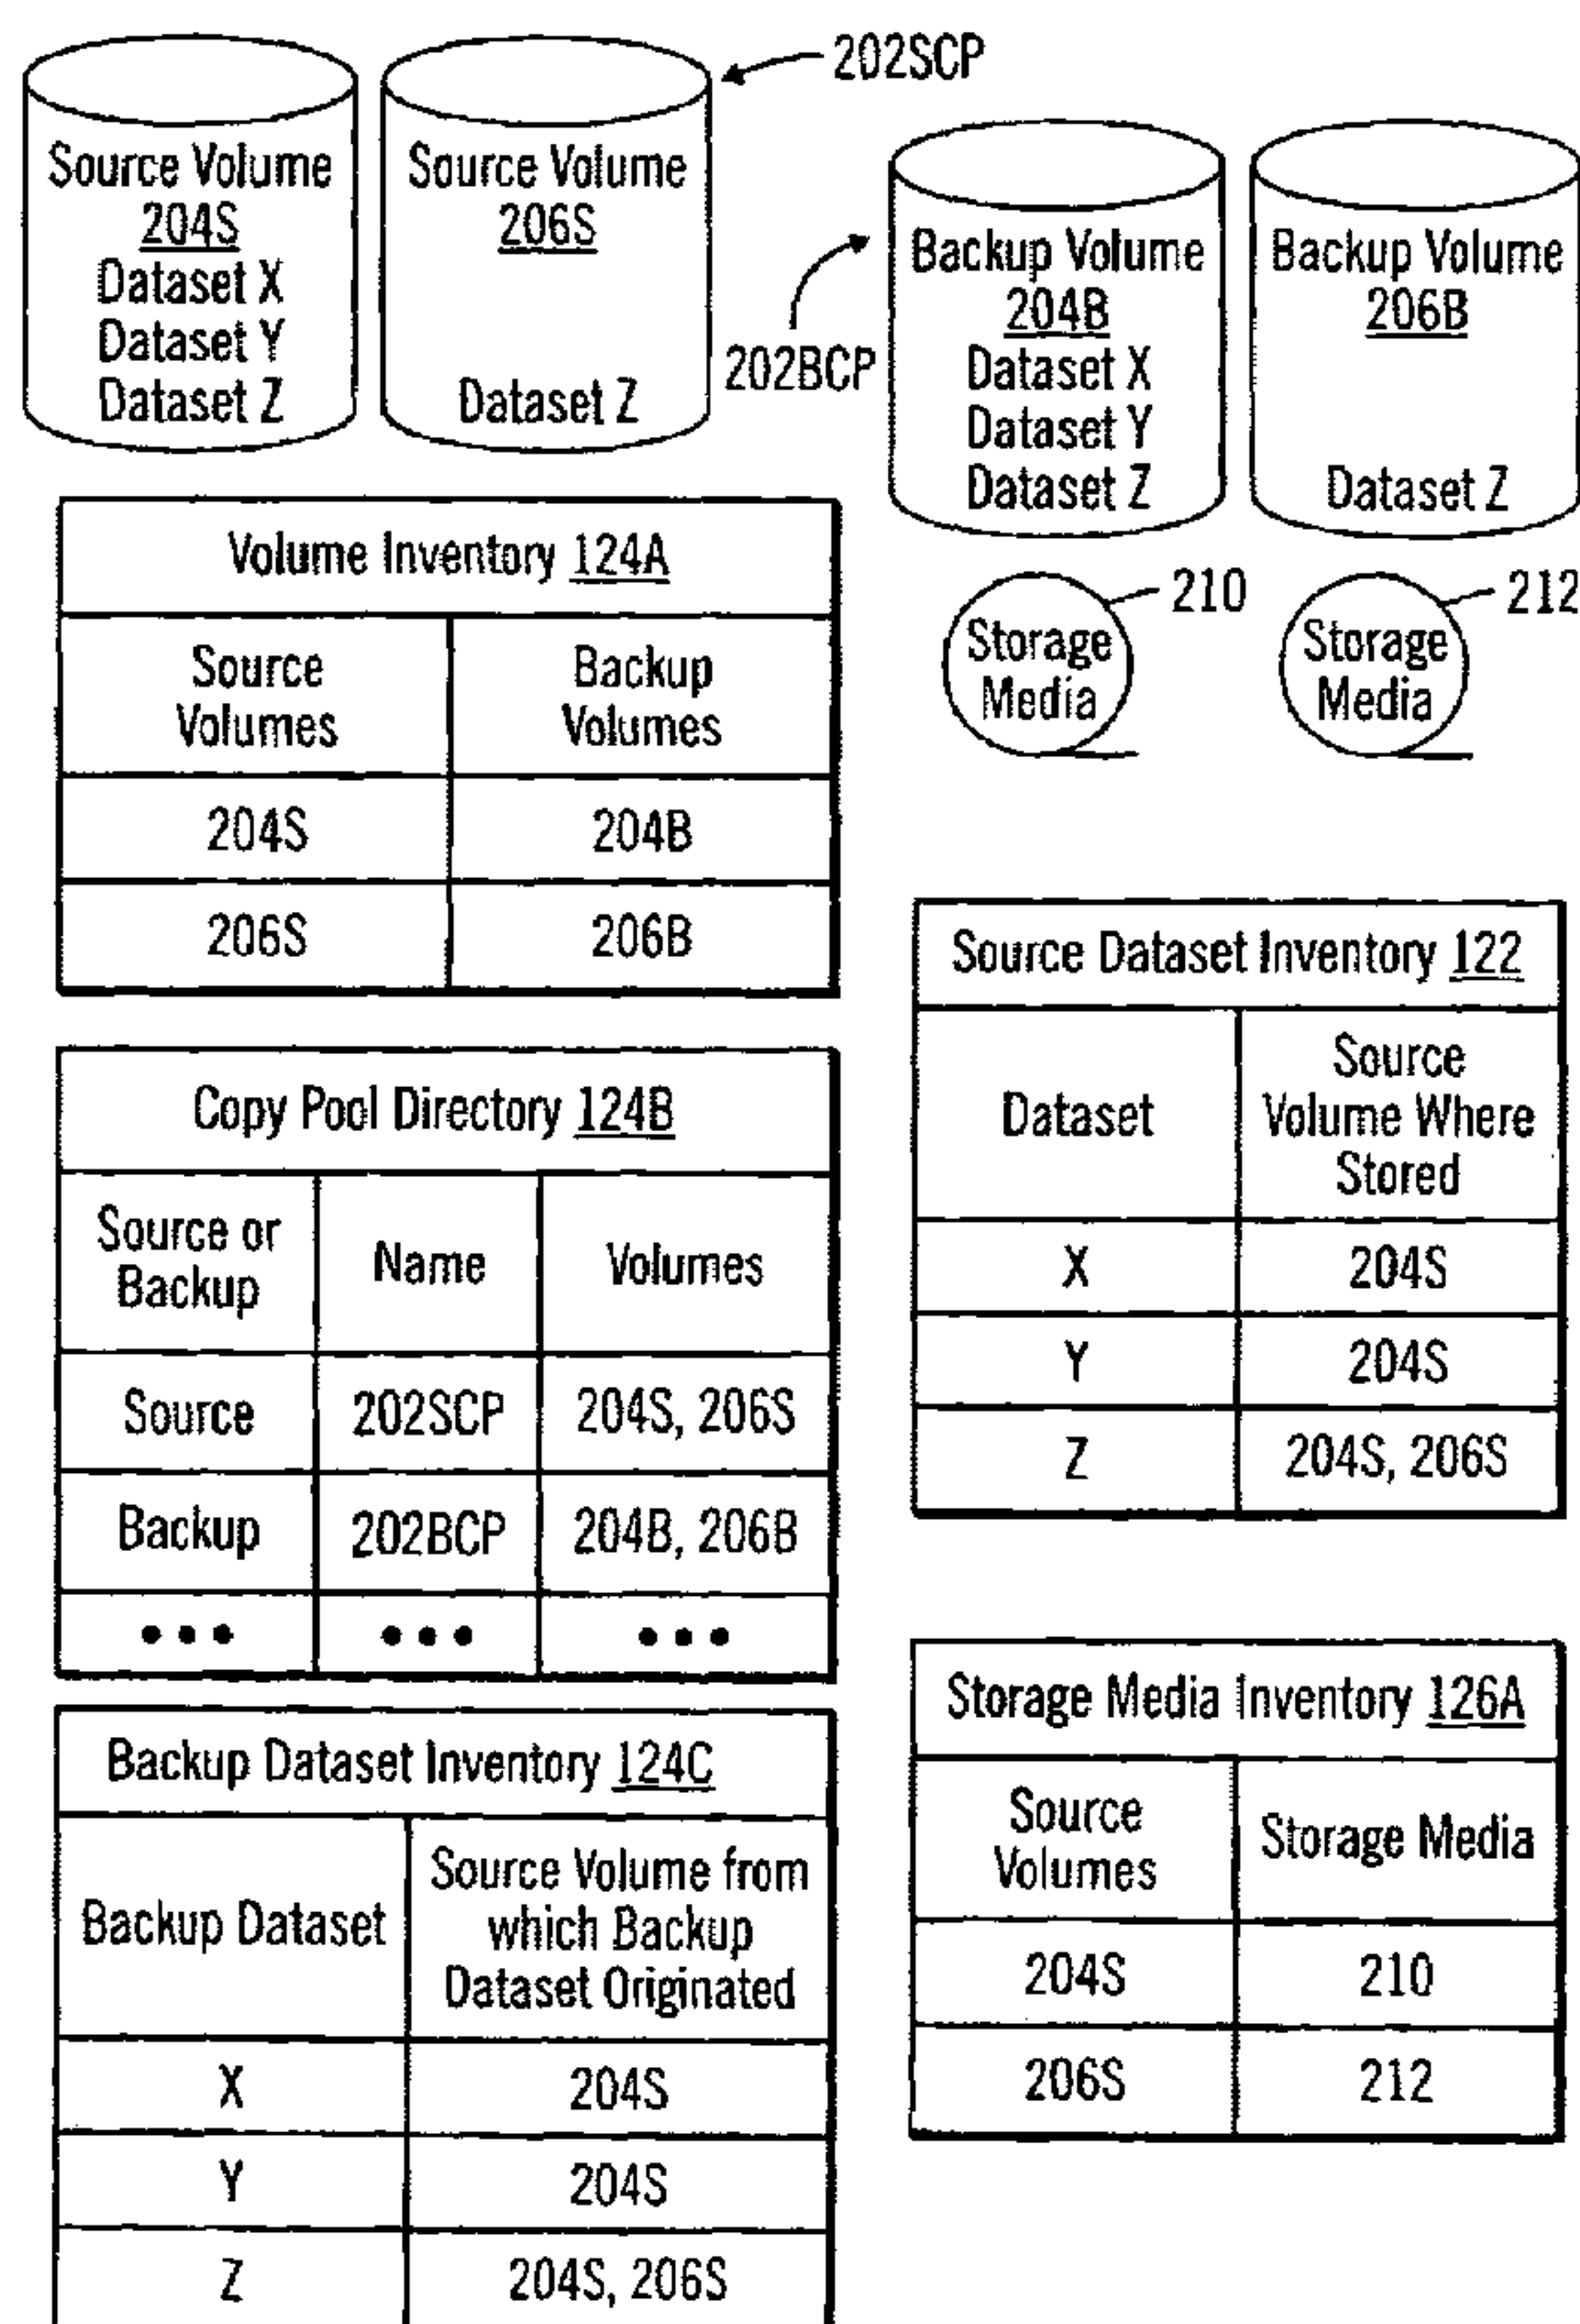 202SCP
Source Volume
204S
Dataset X
Dataset Y
Dataset Z
Source Volume
206S
Dataset Z
202BCP
Backup Volume
204B
Dataset X
Dataset Y
Dataset Z
Backup Volume
206B
Dataset Z
210
Storage
Media
212
Storage
Media
Volume Inventory 124A
Source
Volumes
Backup
Volumes
204S 204B
206S 206B
Copy Pool Directory 124B
Source or
Backup
Name
Volumes
Source 202SCP 204S, 206S
Backup 202BCP 204B, 206B
••• ••• •••
Backup Dataset Inventory 124C
Backup Dataset
Source Volume from
which Backup
Dataset Originated
X 204S
Y 204S
Z 204S, 206S
Source Dataset Inventory 122
Dataset
Source
Volume Where
Stored
X 204S
Y 204S
Z 204S, 206S
Storage Media Inventory 126A
Source
Volumes
Storage Media
204S 210
206S 212